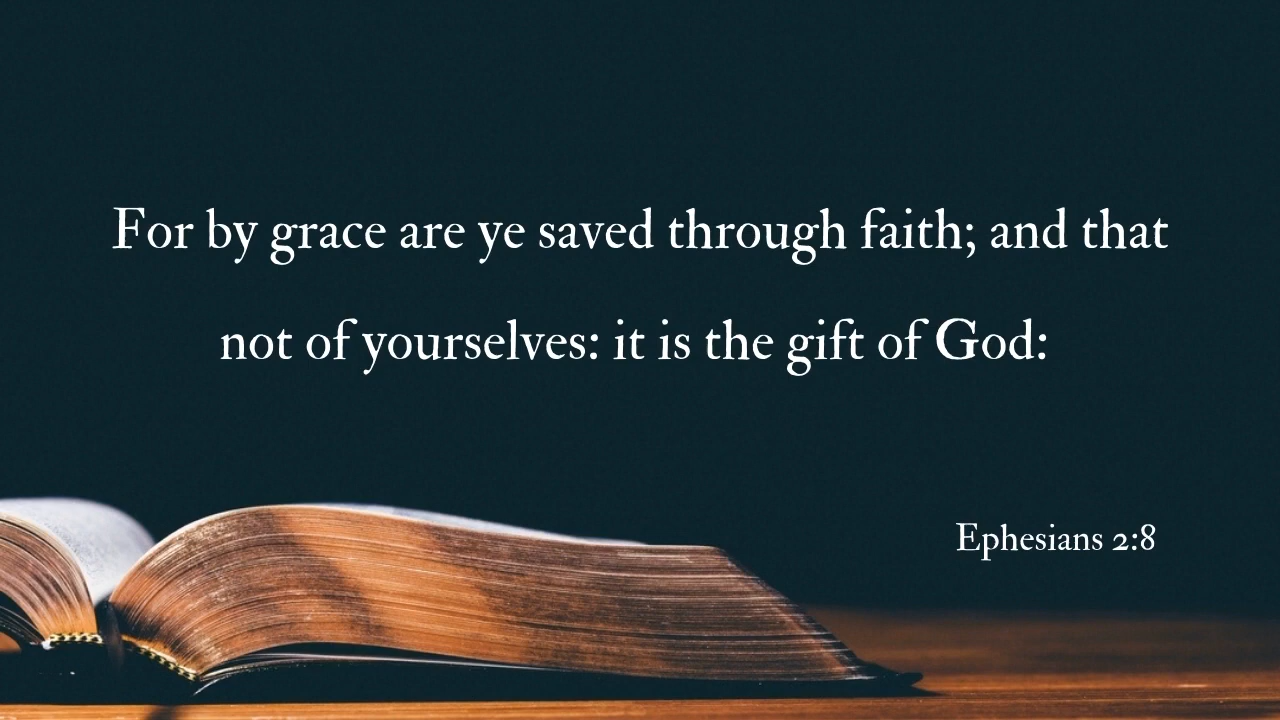 For by grace are ye saved through faith; and that
not of yourselves: it is the gift of God:
Ephesians 2:8